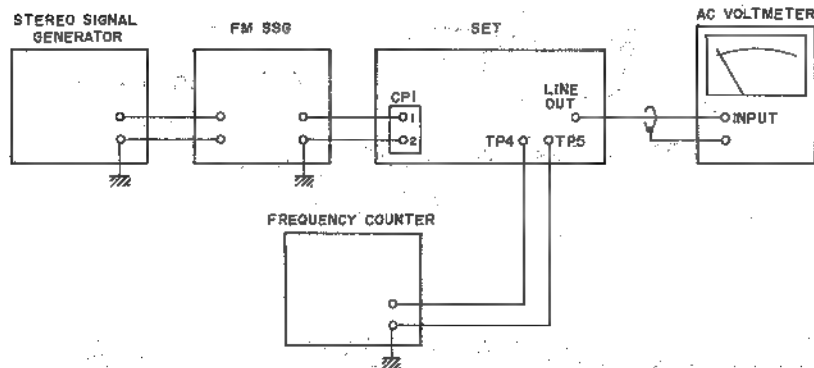 STEREO SIGNAL
GENERATOR
FM SSG
SET
AC VOLTMETER
CP1
1
2
LINE
OUT
TP4
TP5
INPUT
FREQUENCY COUNTER